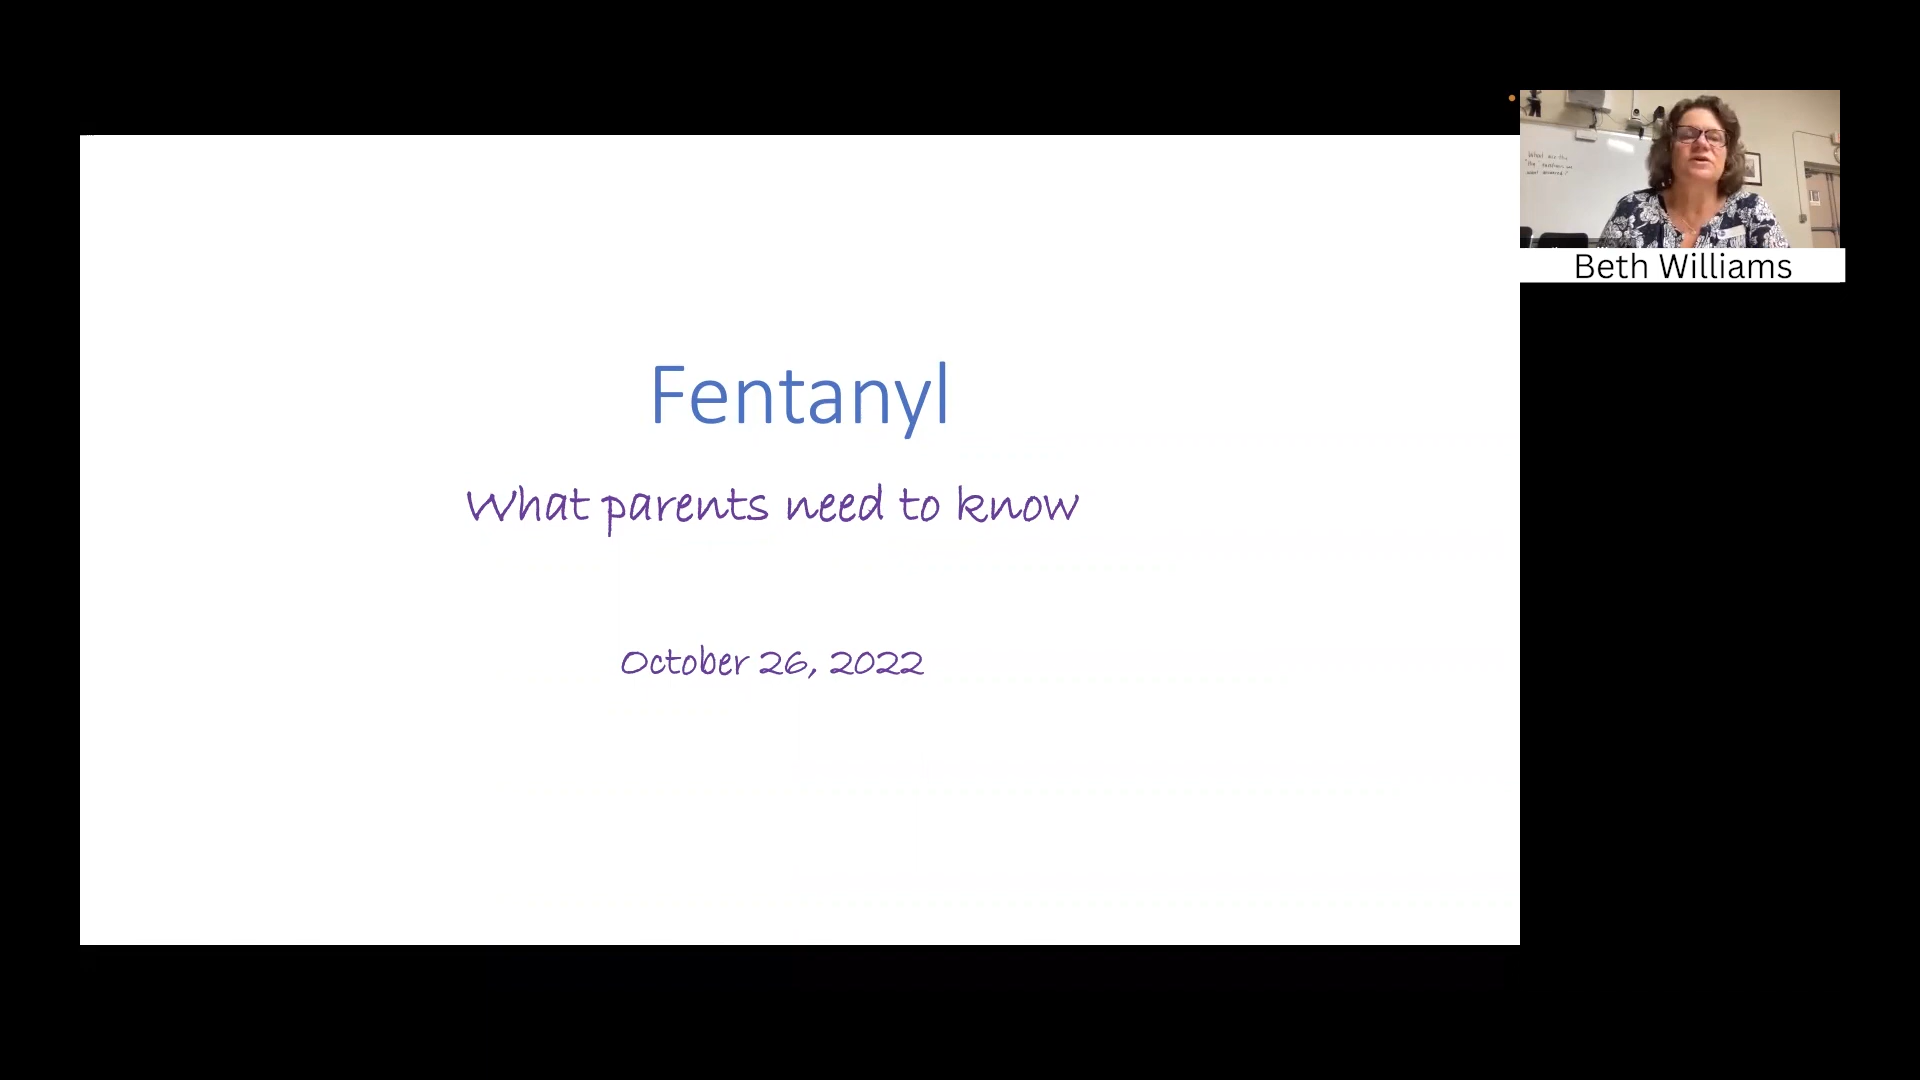 Fentanyl
What parents need to know
October 26, 2022
Beth Williams